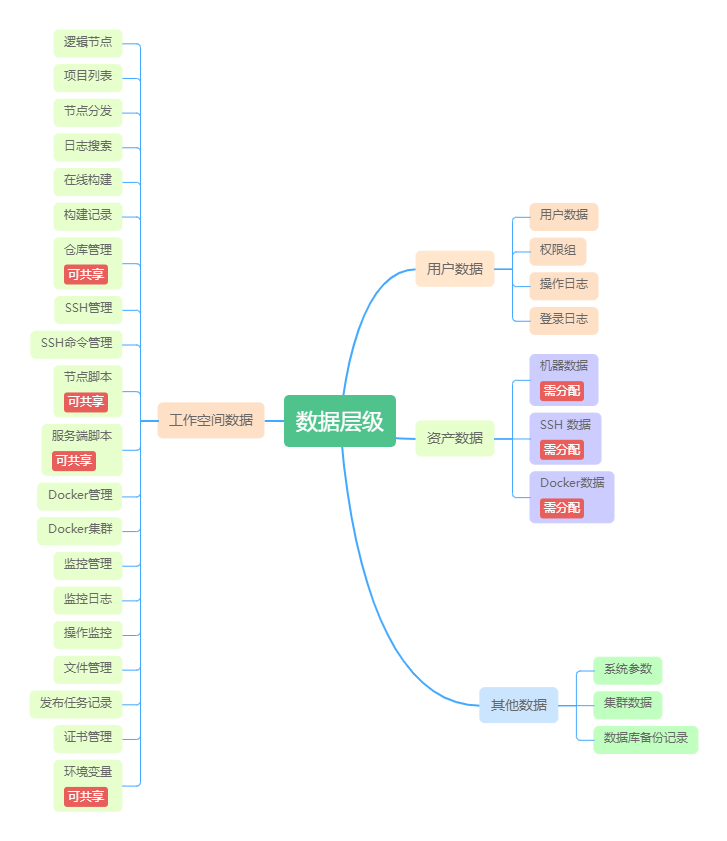 数据层级
工作空间数据
逻辑节点
项目列表
节点分发
日志搜索
在线构建
构建记录
仓库管理
可共享
SSH管理
SSH命令管理
节点脚本
可共享
服务端脚本
可共享
Docker管理
Docker集群
监控管理
监控日志
操作监控
文件管理
发布任务记录
证书管理
环境变量
可共享
用户数据
用户数据
权限组
操作日志
登录日志
资产数据
机器数据
需分配
SSH 数据
需分配
Docker数据
需分配
其他数据
系统参数
集群数据
数据库备份记录